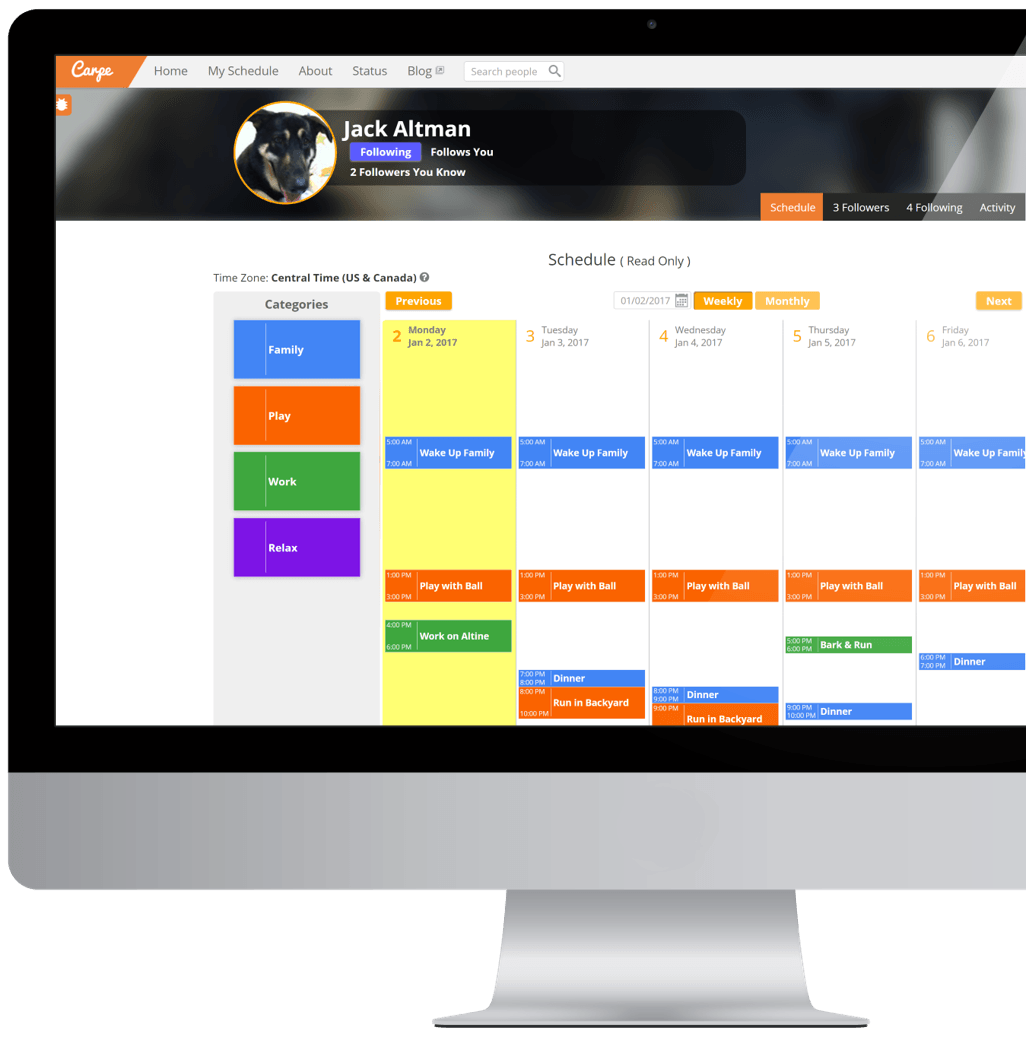 Carpe Home My Schedule About Status Blog Search people
Jack Altman
Following Follows You
2 Followers You Know
Schedule 3 Followers 4 Following Activity
Schedule ( Read Only )
Time Zone: Central Time (US & Canada) ?
Categories
Family
Play
Work
Relax
Previous 01/02/2017 Weekly Monthly Next
2 Monday
Jan 2, 2017
5:00 AM
Wake Up Family
7:00 AM
1:00 PM
Play with Ball
3:00 PM
4:00 PM
Work on Altine
6:00 PM
3 Tuesday
Jan 3, 2017
5:00 AM
Wake Up Family
7:00 AM
1:00 PM
Play with Ball
3:00 PM
7:00 PM
Dinner
8:00 PM
8:00 PM
Run in Backyard
10:00 PM
4 Wednesday
Jan 4, 2017
5:00 AM
Wake Up Family
7:00 AM
1:00 PM
Play with Ball
3:00 PM
8:00 PM
Dinner
9:00 PM
9:00 PM
Run in Backyard
5 Thursday
Jan 5, 2017
5:00 AM
Wake Up Family
7:00 AM
1:00 PM
Play with Ball
3:00 PM
5:00 PM
Bark & Run
6:00 PM
9:00 PM
Dinner
10:00 PM
6 Friday
Jan 6, 2017
5:00 AM
Wake Up Family
7:00 AM
1:00 PM
Play with Ball
3:00 PM
6:00 PM
Dinner
7:00 PM